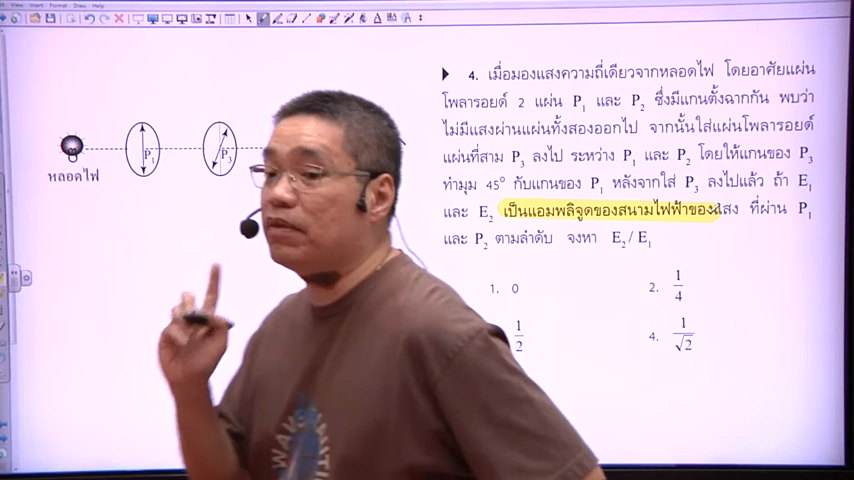 ▶ 4. เมื่อมองแสงความถี่เดียวจากหลอดไฟ โดยอาศัยแผ่น
โพลารอยด์ 2 แผ่น P₁ และ P₂ ซึ่งมีแกนตั้งฉากกัน พบว่า
ไม่มีแสงผ่านแผ่นทั้งสองออกไป จากนั้นใส่แผ่นโพลารอยด์
แผ่นที่สาม P₃ ลงไป ระหว่าง P₁ และ P₂ โดยให้แกนของ P₃
ทำมุม 45° กับแกนของ P₁ หลังจากใส่ P₃ ลงไปแล้ว ถ้า E₁
และ E₂ เป็นแอมพลิจูดของสนามไฟฟ้าของแสง ที่ผ่าน P₁
และ P₂ ตามลำดับ จงหา E₂/E₁
1. 0
2. 1/4
1/2
4. 1/√2
P₁
P₃
หลอดไฟ